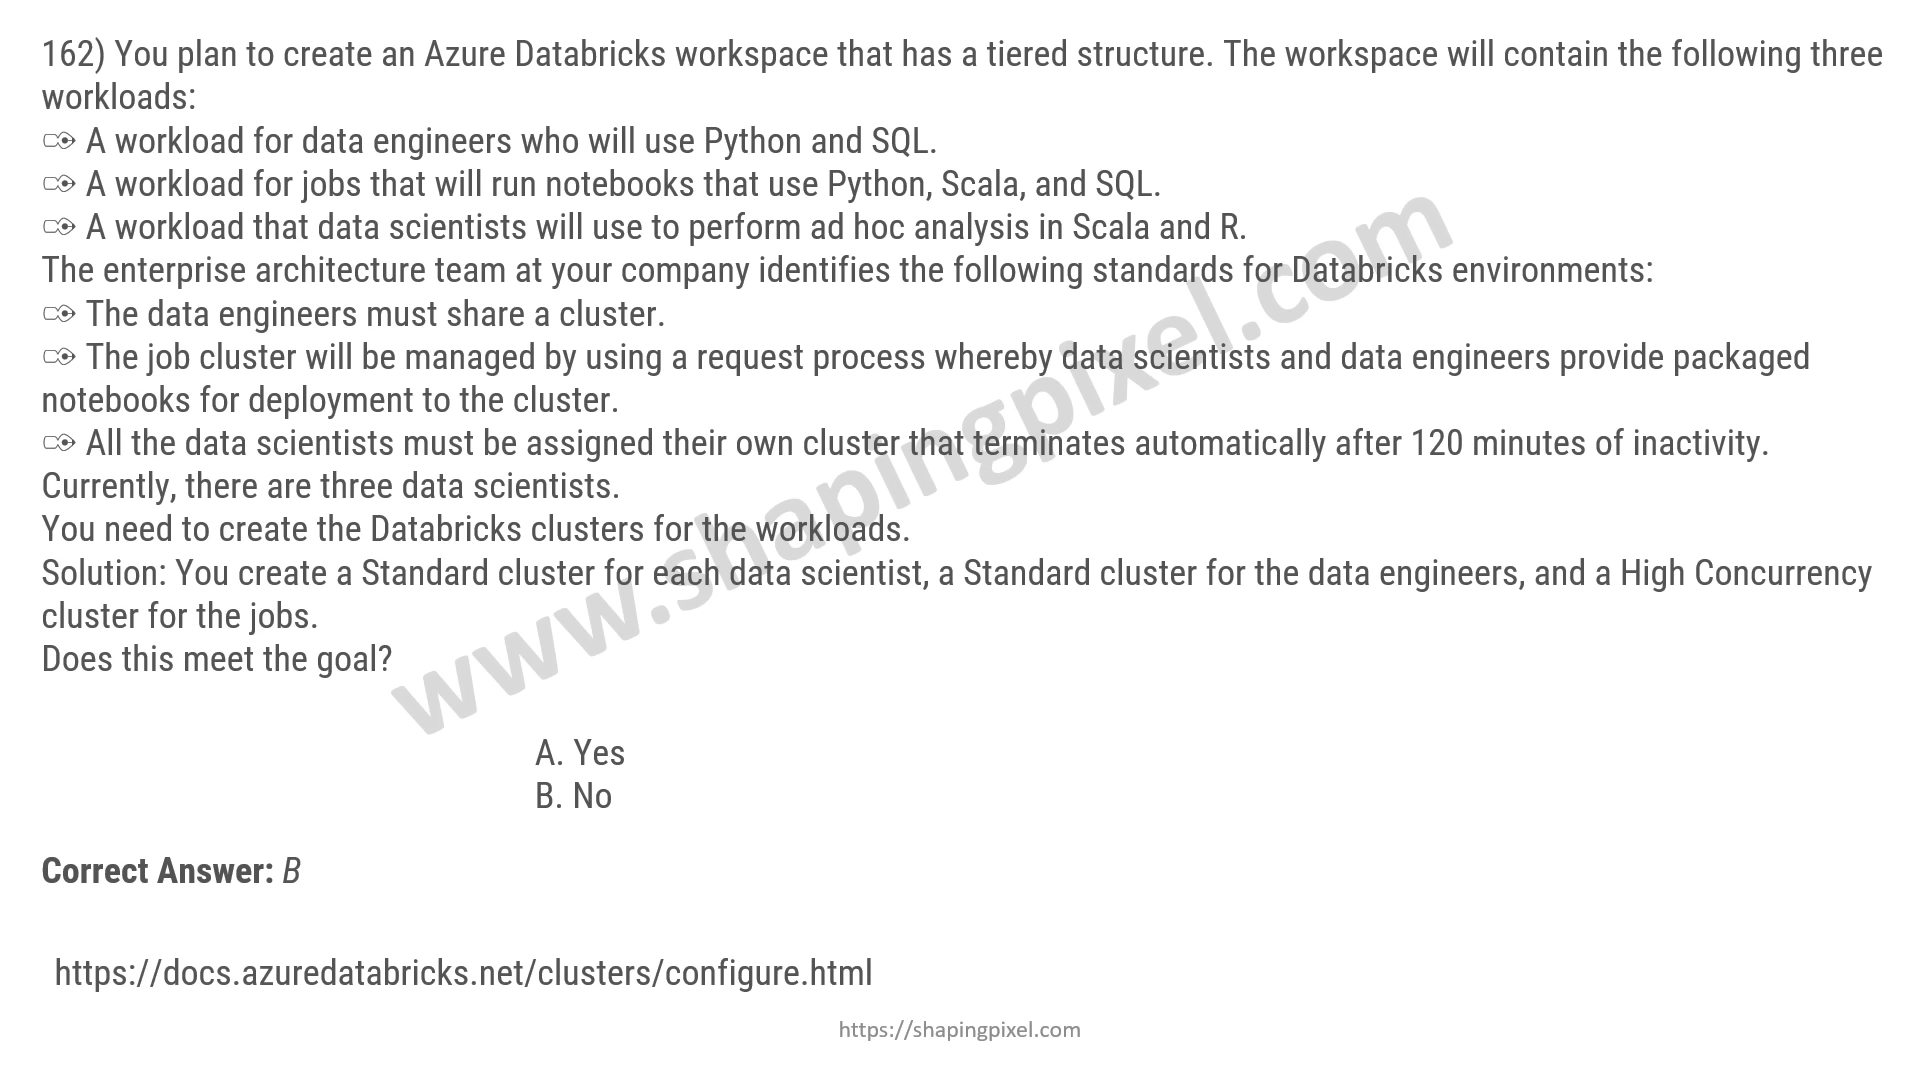 162) You plan to create an Azure Databricks workspace that has a tiered structure. The workspace will contain the following three
workloads:
A workload for data engineers who will use Python and SQL.
A workload for jobs that will run notebooks that use Python, Scala, and SQL.
A workload that data scientists will use to perform ad hoc analysis in Scala and R.
The enterprise architecture team at your company identifies the following standards for Databricks environments:
The data engineers must share a cluster.
The job cluster will be managed by using a request process whereby data scientists and data engineers provide packaged
notebooks for deployment to the cluster.
All the data scientists must be assigned their own cluster that terminates automatically after 120 minutes of inactivity.
Currently, there are three data scientists.
You need to create the Databricks clusters for the workloads.
Solution: You create a Standard cluster for each data scientist, a Standard cluster for the data engineers, and a High Concurrency
cluster for the jobs.
Does this meet the goal?
www.shapingpixel.com
A. Yes
B. No
Correct Answer: B
https://docs.azuredatabricks.net/clusters/configure.html
https://shapingpixel.com